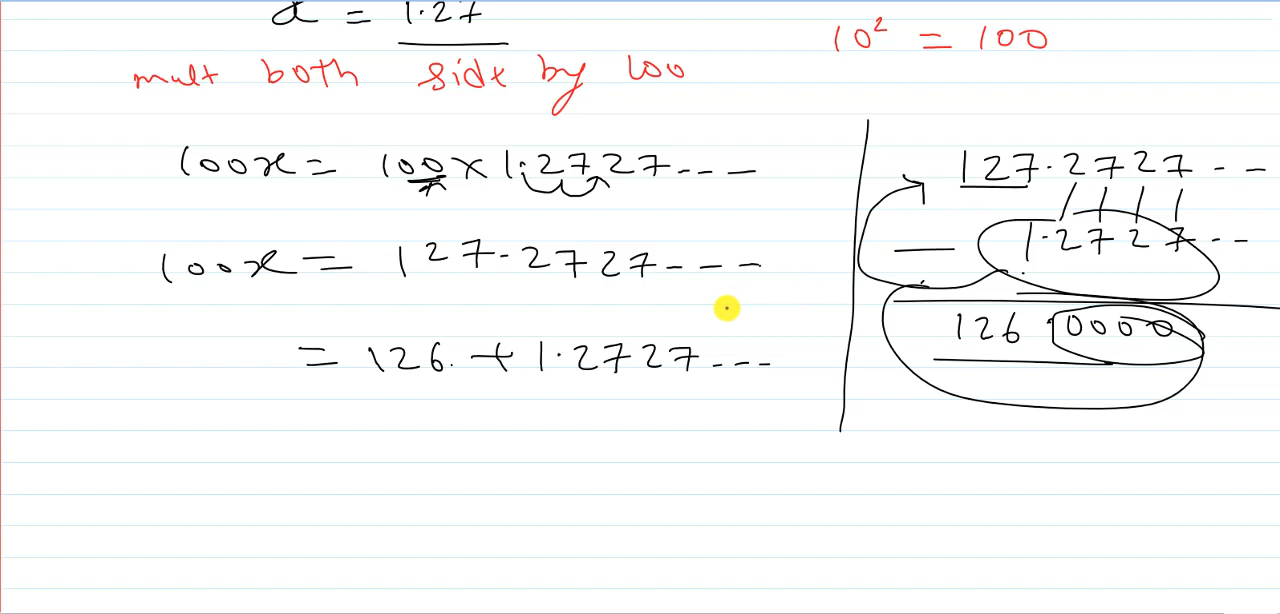 x = 1.27
10² = 100
mult both side by 100
100x = 100 × 1.2727---
100x = 127.2727---
= 126. + 1.2727---
127.2727--
— 1.2727--
126.0000